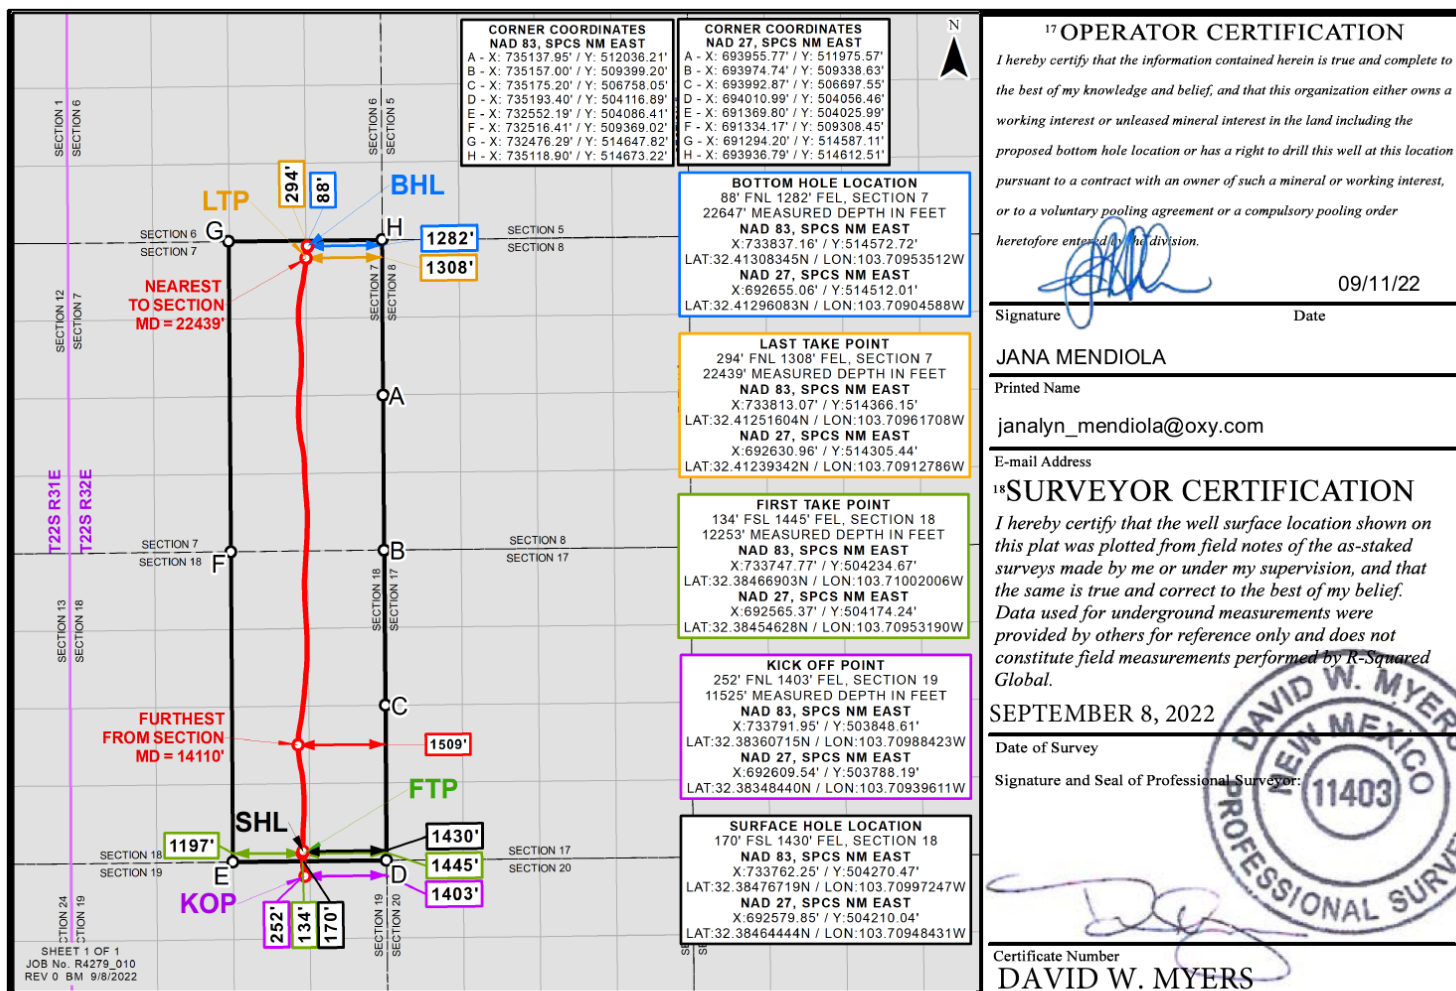 CORNER COORDINATES
NAD 83, SPCS NM EAST
A - X: 735137.95' / Y: 512036.21'
B - X: 735157.00' / Y: 509399.20'
C - X: 735175.20' / Y: 506758.05'
D - X: 735193.40' / Y: 504116.89'
E - X: 732552.19' / Y: 504086.41'
F - X: 732516.41' / Y: 509369.02'
G - X: 732476.29' / Y: 514647.82'
H - X: 735118.90' / Y: 514673.22'
CORNER COORDINATES
NAD 27, SPCS NM EAST
A - X: 693955.77' / Y: 511975.57'
B - X: 693974.74' / Y: 509338.63'
C - X: 693992.87' / Y: 506697.55'
D - X: 694010.99' / Y: 504056.46'
E - X: 691369.80' / Y: 504025.99'
F - X: 691334.17' / Y: 509308.45'
G - X: 691294.20' / Y: 514587.11'
H - X: 693936.79' / Y: 514612.51'
N
SECTION 1
SECTION 6
SECTION 6
SECTION 5
294'
88'
LTP
BHL
G
H
SECTION 6
SECTION 7
SECTION 5
SECTION 8
1282'
1308'
SECTION 7
SECTION 8
NEAREST
TO SECTION
MD = 22439'
SECTION 12
SECTION 7
A
T22S R31E
T22S R32E
SECTION 7
SECTION 18
F
B
SECTION 8
SECTION 17
SECTION 18
SECTION 17
SECTION 13
SECTION 18
C
FURTHEST
FROM SECTION
MD = 14110'
1509'
FTP
SHL
1197'
1430'
1445'
1403'
SECTION 18
SECTION 19
E
D
SECTION 17
SECTION 20
KOP
252'
134'
170'
SECTION 19
SECTION 20
CTION 24
CTION 19
SHEET 1 OF 1
JOB No. R4279_010
REV 0 BM 9/8/2022
BOTTOM HOLE LOCATION
88' FNL 1282' FEL, SECTION 7
22647' MEASURED DEPTH IN FEET
NAD 83, SPCS NM EAST
X:733837.16' / Y:514572.72'
LAT:32.41308345N / LON:103.70953512W
NAD 27, SPCS NM EAST
X:692655.06' / Y:514512.01'
LAT:32.41296083N / LON:103.70904588W
LAST TAKE POINT
294' FNL 1308' FEL, SECTION 7
22439' MEASURED DEPTH IN FEET
NAD 83, SPCS NM EAST
X:733813.07' / Y:514366.15'
LAT:32.41251604N / LON:103.70961708W
NAD 27, SPCS NM EAST
X:692630.96' / Y:514305.44'
LAT:32.41239342N / LON:103.70912786W
FIRST TAKE POINT
134' FSL 1445' FEL, SECTION 18
12253' MEASURED DEPTH IN FEET
NAD 83, SPCS NM EAST
X:733747.77' / Y:504234.67'
LAT:32.38466903N / LON:103.71002006W
NAD 27, SPCS NM EAST
X:692565.37' / Y:504174.24'
LAT:32.38454628N / LON:103.70953190W
KICK OFF POINT
252' FNL 1403' FEL, SECTION 19
11525' MEASURED DEPTH IN FEET
NAD 83, SPCS NM EAST
X:733791.95' / Y:503848.61'
LAT:32.38360715N / LON:103.70988423W
NAD 27, SPCS NM EAST
X:692609.54' / Y:503788.19'
LAT:32.38348440N / LON:103.70939611W
SURFACE HOLE LOCATION
170' FSL 1430' FEL, SECTION 18
NAD 83, SPCS NM EAST
X:733762.25' / Y:504270.47'
LAT:32.38476719N / LON:103.70997247W
NAD 27, SPCS NM EAST
X:692579.85' / Y:504210.04'
LAT:32.38464444N / LON:103.70948431W
17 OPERATOR CERTIFICATION
I hereby certify that the information contained herein is true and complete to
the best of my knowledge and belief, and that this organization either owns a
working interest or unleased mineral interest in the land including the
proposed bottom hole location or has a right to drill this well at this location
pursuant to a contract with an owner of such a mineral or working interest,
or to a voluntary pooling agreement or a compulsory pooling order
heretofore entered by the division.
09/11/22
Signature Date
JANA MENDIOLA
Printed Name
janalyn_mendiola@oxy.com
E-mail Address
18 SURVEYOR CERTIFICATION
I hereby certify that the well surface location shown on
this plat was plotted from field notes of the as-staked
surveys made by me or under my supervision, and that
the same is true and correct to the best of my belief.
Data used for underground measurements were
provided by others for reference only and does not
constitute field measurements performed by R-Squared
Global.
SEPTEMBER 8, 2022
Date of Survey
Signature and Seal of Professional Surveyor:
DAVID W. MYERS
NEW MEXICO
11403
PROFESSIONAL SURVEY
Certificate Number
DAVID W. MYERS